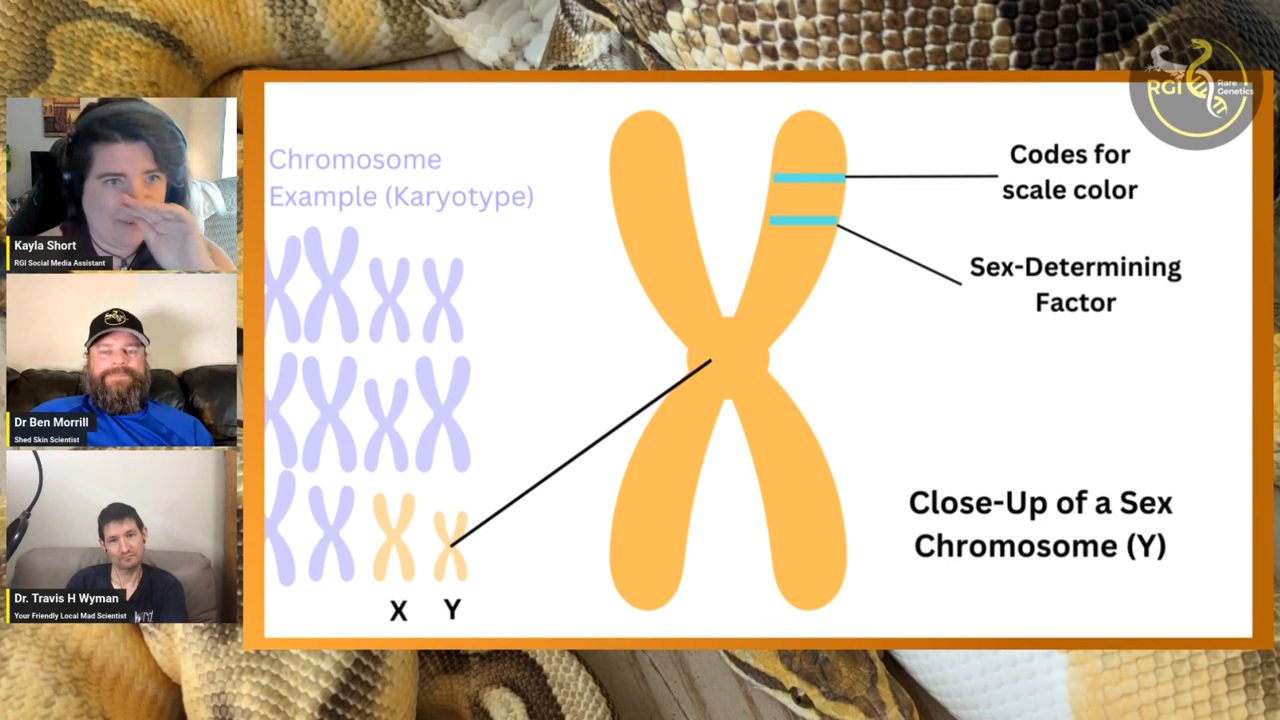 RGI
Rare
Genetics
Chromosome
Example (Karyotype)
Codes for
scale color
Sex-Determining
Factor
Close-Up of a Sex
Chromosome (Y)
X
Y
Kayla Short
RGI Social Media Assistant
Dr Ben Morrill
Shed Skin Scientist
Dr. Travis H Wyman
Your Friendly Local Mad Scientist